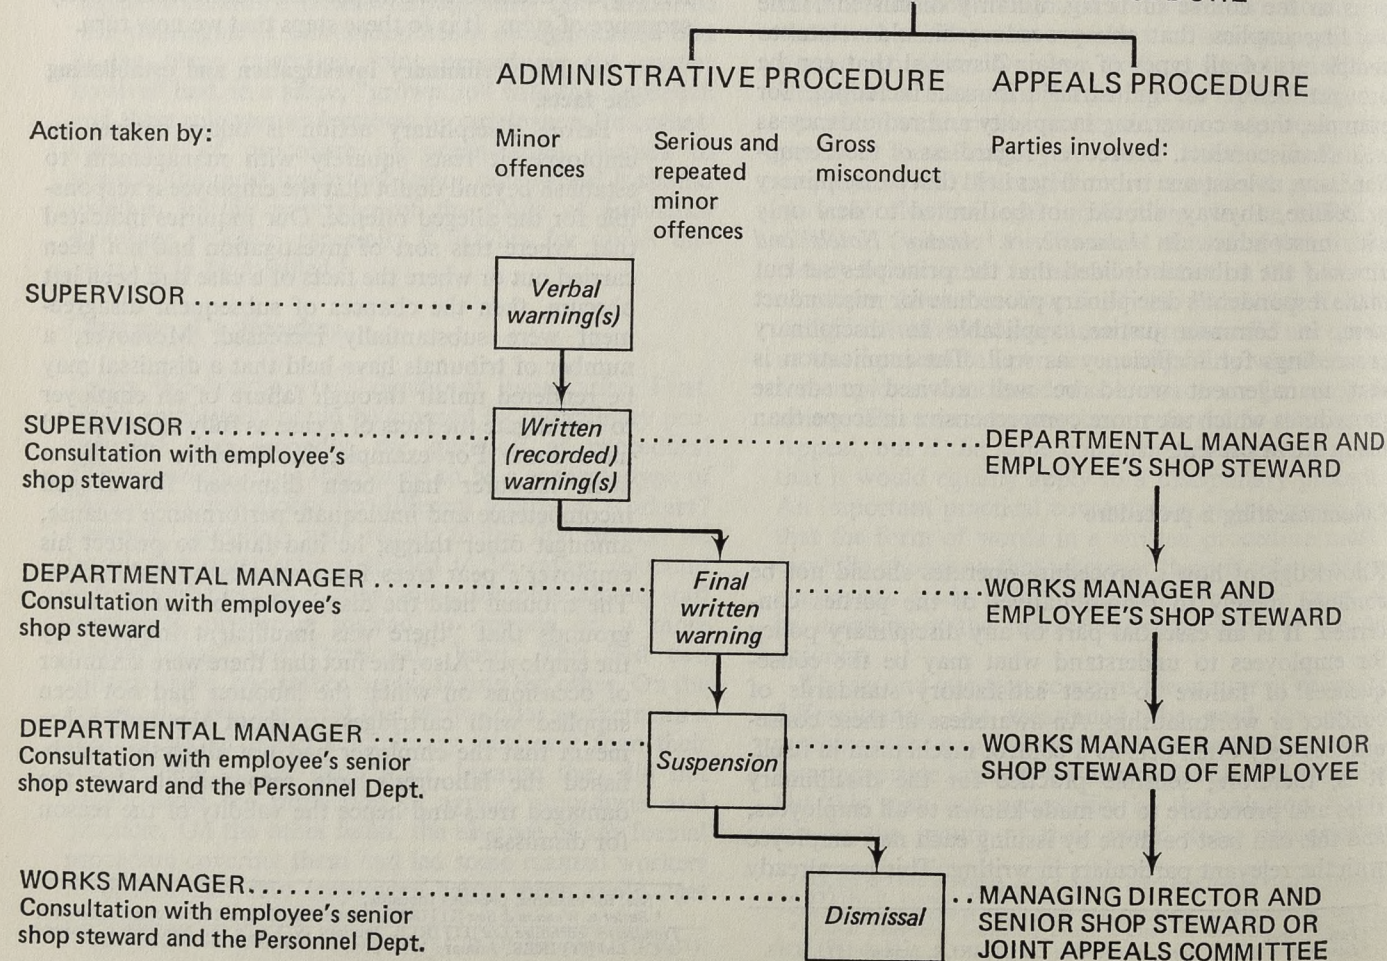 ADMINISTRATIVE PROCEDURE
APPEALS PROCEDURE
Action taken by:
Minor
offences
Serious and
repeated
minor
offences
Gross
misconduct
Parties involved:
SUPERVISOR
Verbal
warning(s)
SUPERVISOR
Consultation with employee's
shop steward
Written
(recorded)
warning(s)
DEPARTMENTAL MANAGER AND
EMPLOYEE'S SHOP STEWARD
DEPARTMENTAL MANAGER
Consultation with employee's
shop steward
Final
written
warning
WORKS MANAGER AND
EMPLOYEE'S SHOP STEWARD
DEPARTMENTAL MANAGER
Consultation with employee's senior
shop steward and the Personnel Dept.
Suspension
WORKS MANAGER AND SENIOR
SHOP STEWARD OF EMPLOYEE
WORKS MANAGER
Consultation with employee's senior
shop steward and the Personnel Dept.
Dismissal
MANAGING DIRECTOR AND
SENIOR SHOP STEWARD OR
JOINT APPEALS COMMITTEE